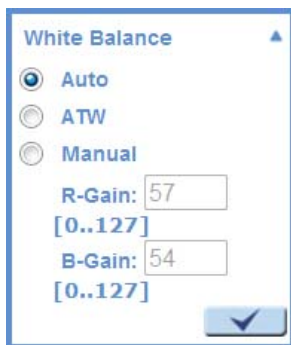 White Balance
Auto
ATW
Manual
R-Gain: 57
[0..127]
B-Gain: 54
[0..127]